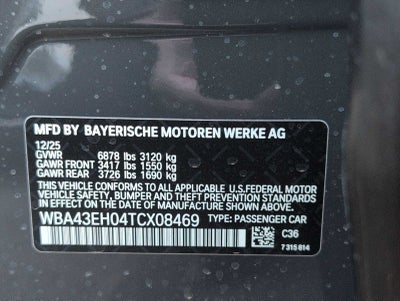 MFD BY BAYERISCHE MOTOREN WERKE AG
12/25
GVWR 6878 lbs 3120 kg
GAWR FRONT 3417 lbs 1550 kg
GAWR REAR 3726 lbs 1690 kg
THIS VEHICLE CONFORMS TO ALL APPLICABLE U.S.FEDERAL MOTOR
VEHICLE SAFETY, BUMPER, AND THEFT PREVENTION STANDARDS
IN EFFECT ON THE DATE OF MANUFACTURE SHOWN ABOVE.
WBA43EH04TCX08469 TYPE: PASSENGER CAR
C36
7 315 814